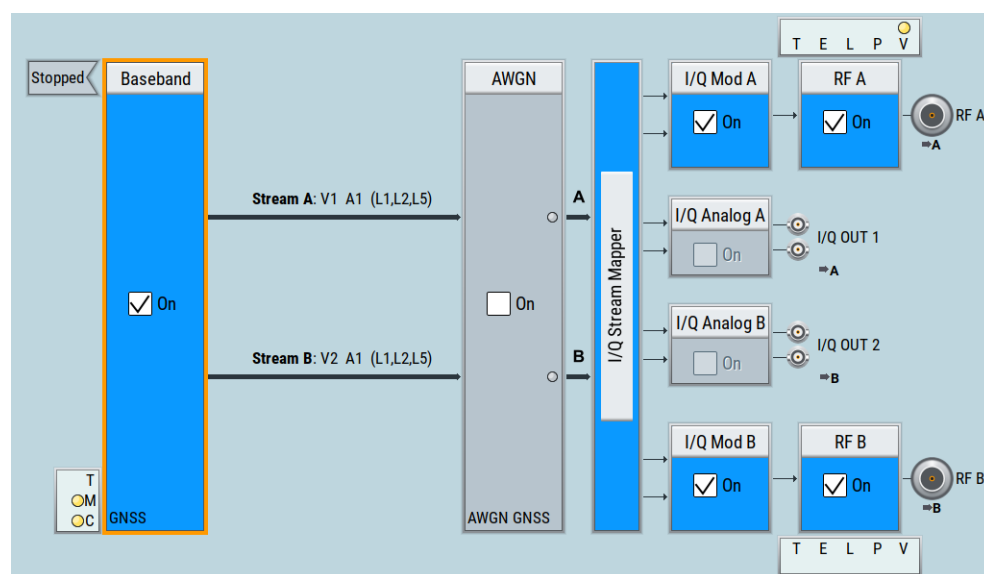 T E L P V
Stopped
Baseband
AWGN
I/Q Mod A
RF A
On
On
RF A
➠A
Stream A: V1 A1 (L1,L2,L5)
A
I/Q Analog A
On
I/Q OUT 1
➠A
I/Q Stream Mapper
On
On
I/Q Analog B
On
I/Q OUT 2
➠B
Stream B: V2 A1 (L1,L2,L5)
B
I/Q Mod B
RF B
On
On
RF B
➠B
T
M
C
GNSS
AWGN GNSS
T E L P V